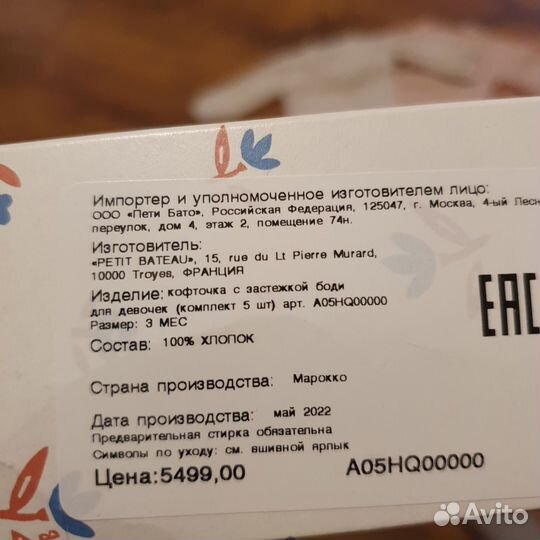 Импортер и уполномоченное изготовителем лицо:
ООО «Пети Бато», Российская Федерация, 125047, г. Москва, 4-ый Лесн
переулок, дом 4, этаж 2, помещение 74н.
Изготовитель:
«PETIT BATEAU», 15, rue du Lt Pierre Murard,
10000 Troyes, ФРАНЦИЯ
Изделие: кофточка с застежкой боди
для девочек (комплект 5 шт) арт. A05HQ00000
Размер: 3 МЕС
EAC
Состав: 100% ХЛОПОК
Страна производства: Марокко
Дата производства: май 2022
Предварительная стирка обязательна
Символы по уходу: см. вшивной ярлык
Цена:5499,00 A05HQ00000
Avito